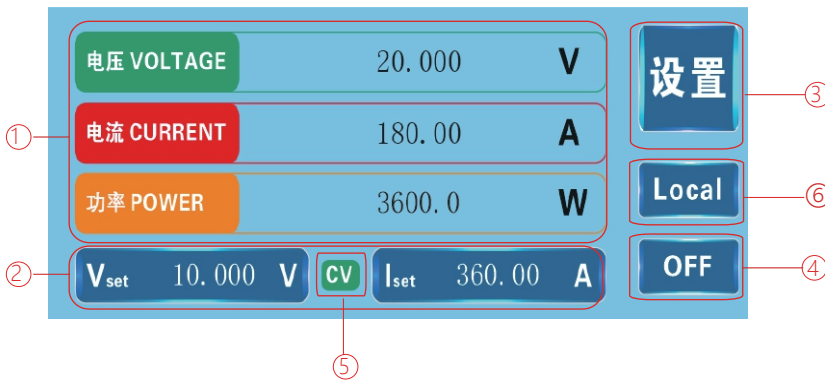 电压 VOLTAGE 20.000 V
设置
③
① 电流 CURRENT 180.00 A
功率 POWER 3600.0 W
Local ⑥
② Vset 10.000 V CV Iset 360.00 A
OFF ④
⑤